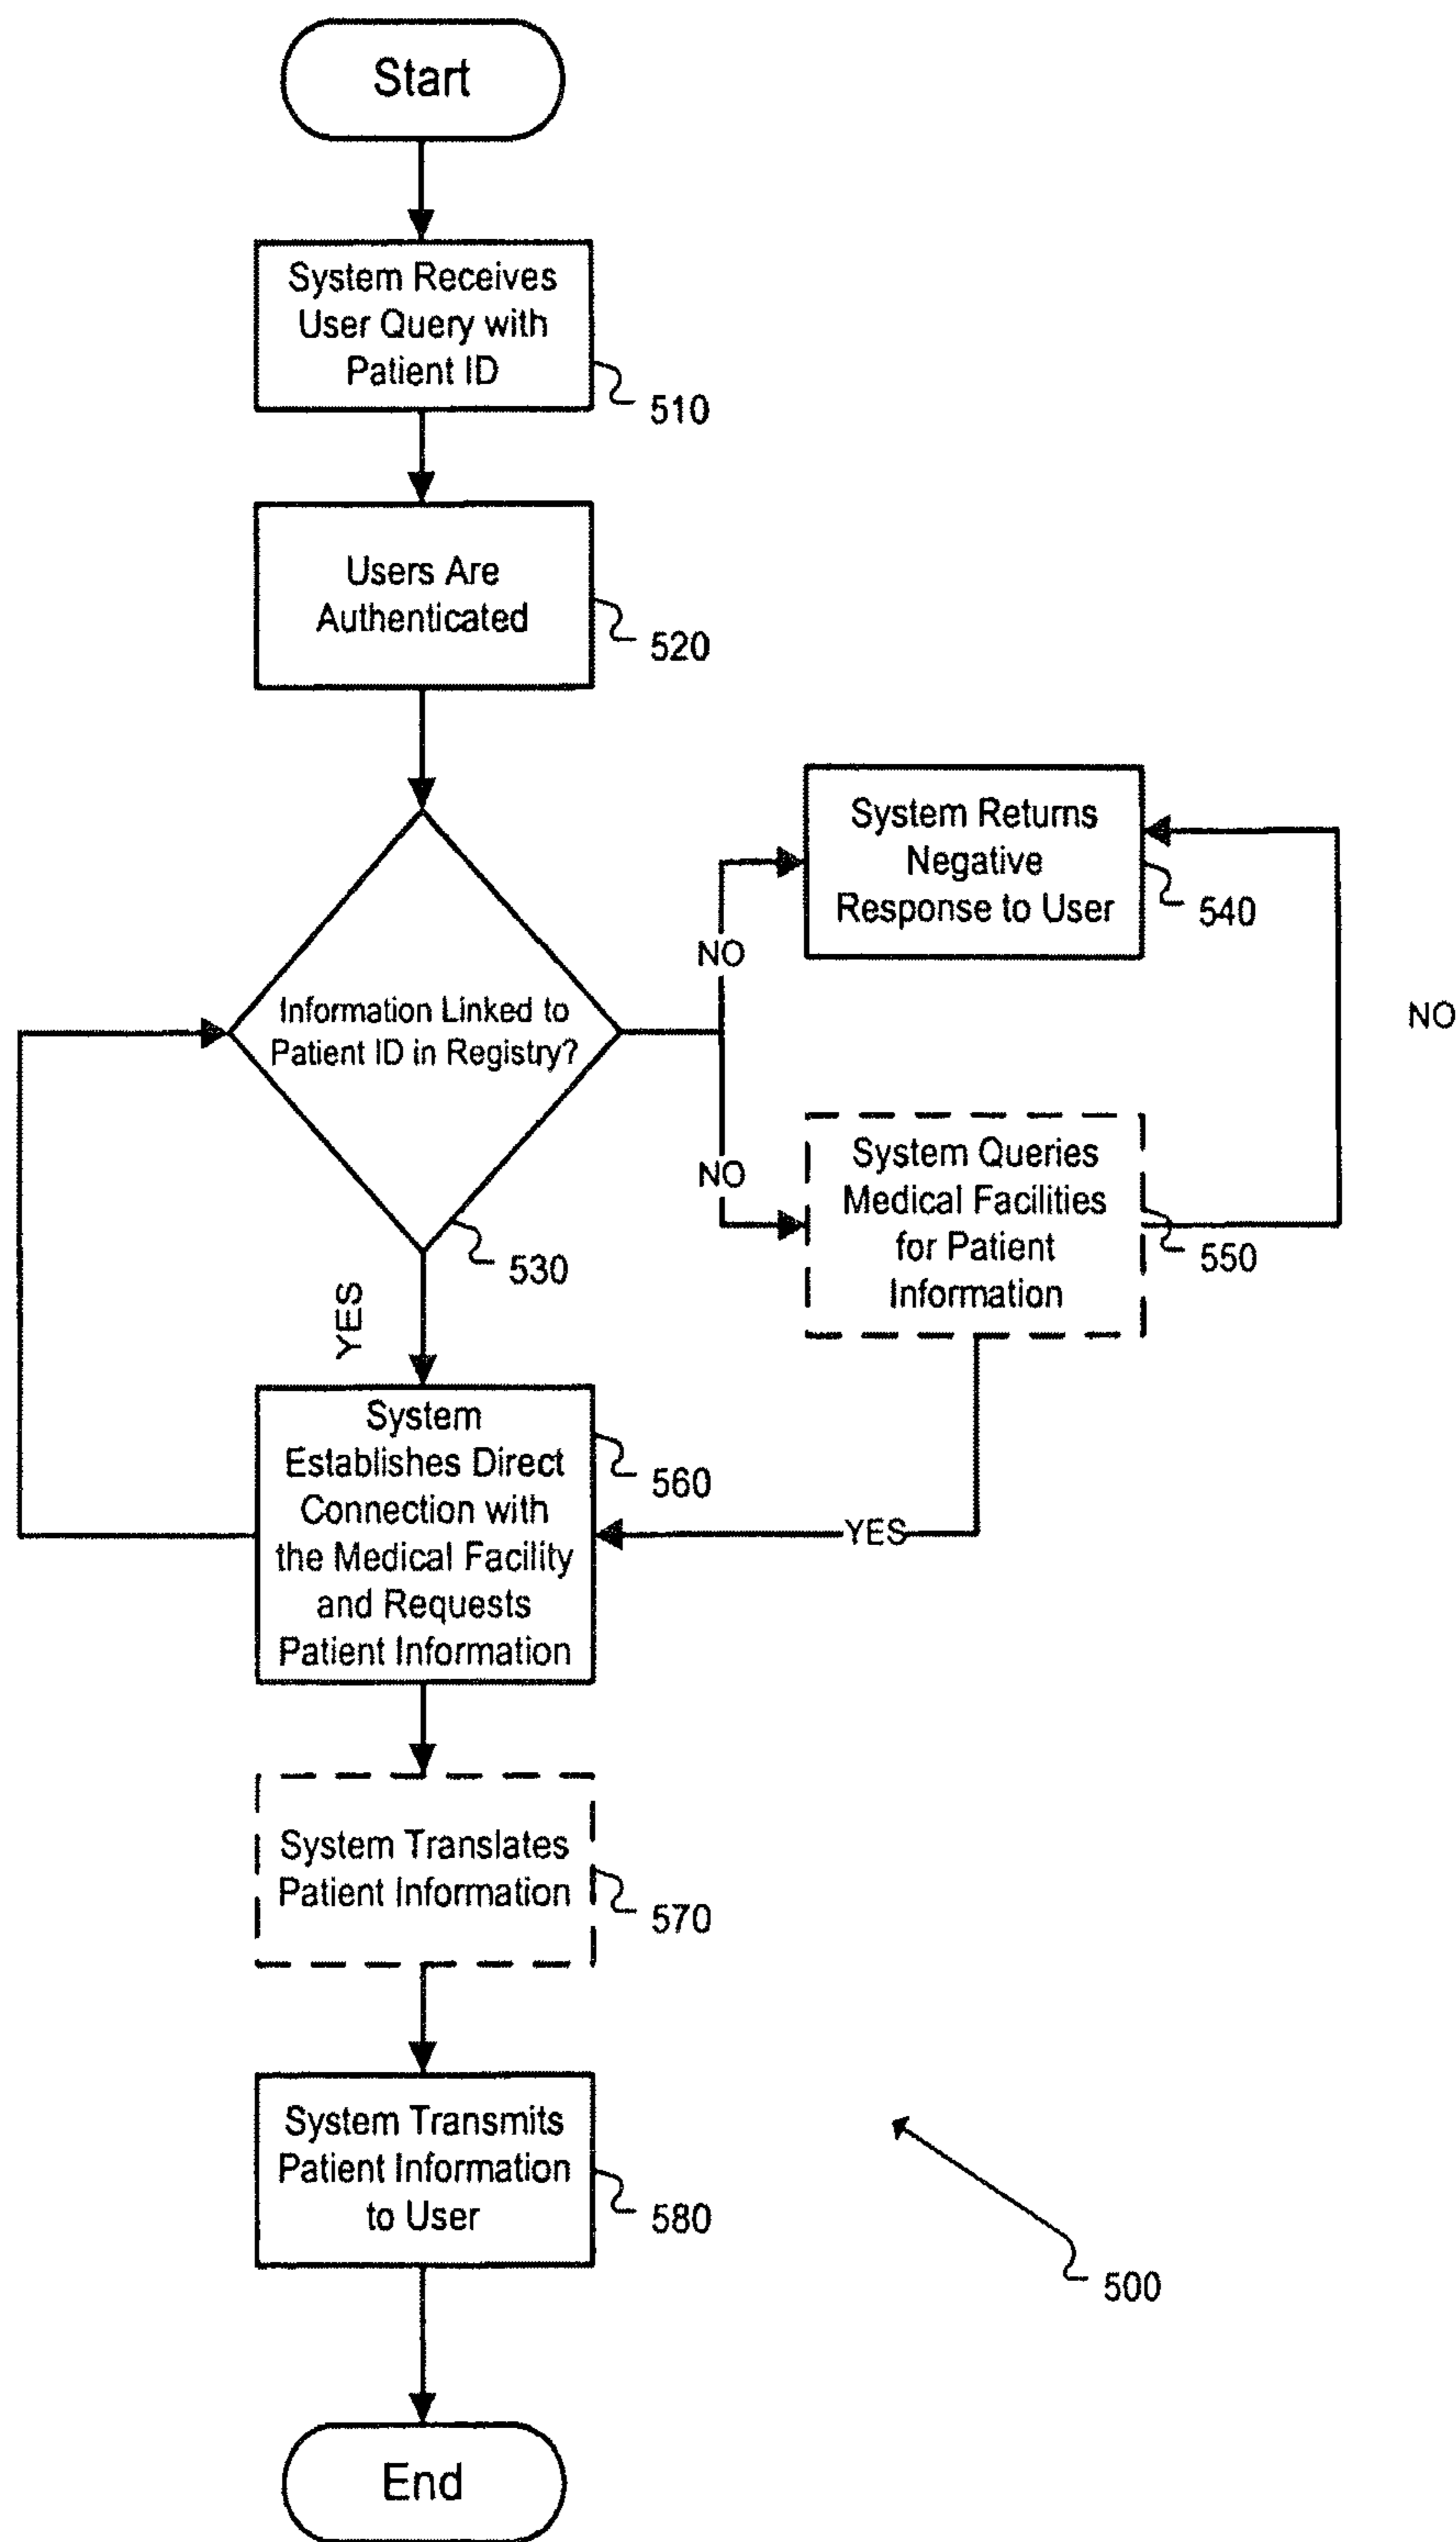 Start
System Receives
User Query with
Patient ID
510
Users Are
Authenticated
520
System Returns
Negative
Response to User
540
NO
NO
Information Linked to
Patient ID in Registry?
530
NO
System Queries
Medical Facilities
for Patient
Information
550
YES
System
Establishes Direct
Connection with
the Medical Facility
and Requests
Patient Information
560
YES
System Translates
Patient Information
570
System Transmits
Patient Information
to User
580
500
End